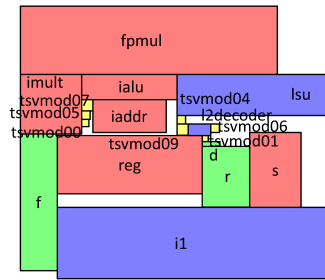 fpmul
imult
ialu
lsu
tsvmod07
tsvmod04
tsvmod05
iaddr
l2decoder
tsvmod00
tsvmod06
tsvmod09
tsvmod01
reg
d
f
r
s
i1